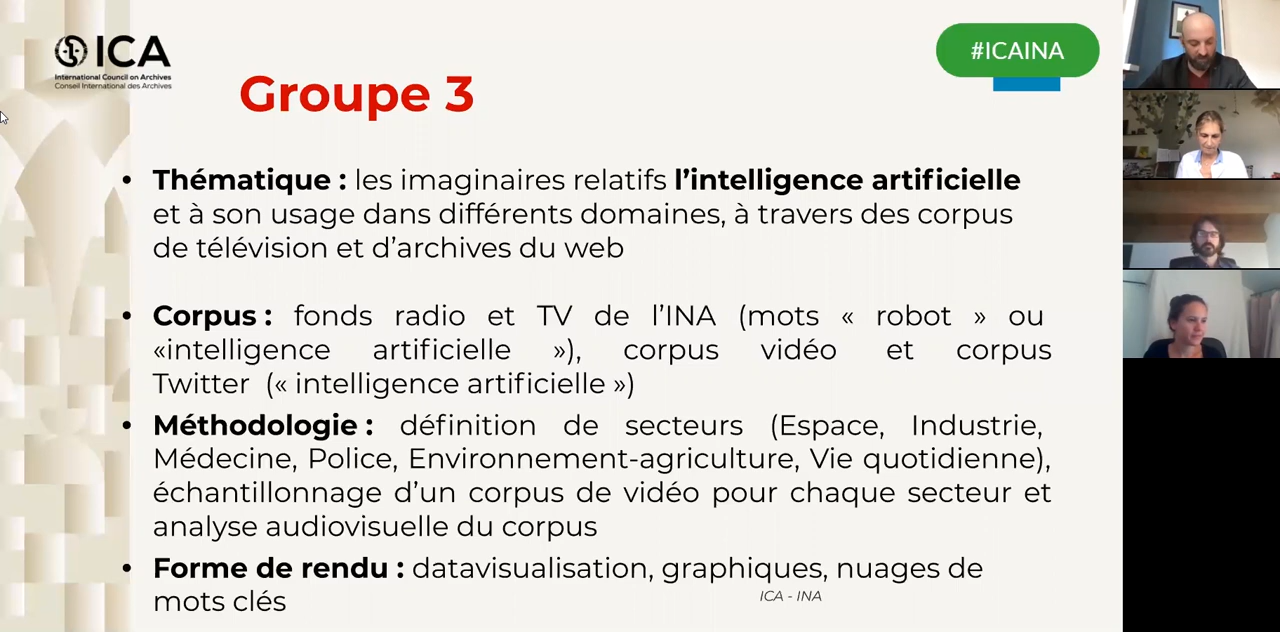 ICA
International Council on Archives
Conseil International des Archives
#ICAINA
Groupe 3
• Thématique : les imaginaires relatifs l’intelligence artificielle
et à son usage dans différents domaines, à travers des corpus
de télévision et d’archives du web
• Corpus : fonds radio et TV de l’INA (mots « robot » ou
«intelligence artificielle »), corpus vidéo et corpus
Twitter (« intelligence artificielle »)
• Méthodologie : définition de secteurs (Espace, Industrie,
Médecine, Police, Environnement-agriculture, Vie quotidienne),
échantillonnage d’un corpus de vidéo pour chaque secteur et
analyse audiovisuelle du corpus
• Forme de rendu : datavisualisation, graphiques, nuages de
mots clés
ICA - INA